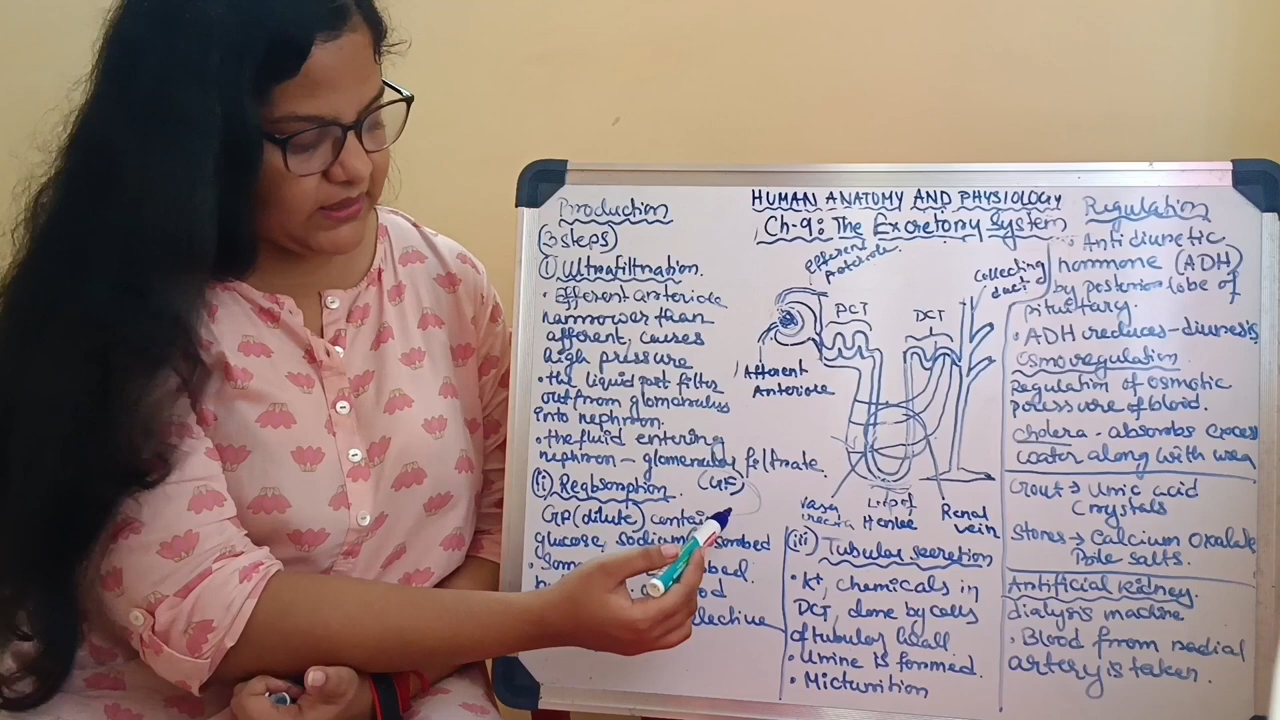 HUMAN ANATOMY AND PHYSIOLOGY
Ch-9: The Excretory System
Production
(3 steps)
(i) Ultrafiltration.
• Efferent arteriole
narrower than
afferent, causes
high pressure
• the liquid part filter
out from glomerulus
into nephron.
• the fluid entering
nephron - glomerular filtrate
(GF)
(ii) Reabsorption.
GF (dilute)
glucose, sodium
• Som
Efferent
Afferent
Arteriole
PCT
DCT
Collecting
duct
Vasa
recta
Loop of
Henle
Renal
vein
(iii) Tubular secretion
• K+, chemicals in
DCT, done by cells
of tubular wall
• Urine is formed.
• Micturition
Regulation
• Antidiuretic
hormone (ADH)
by posterior lobe of
pituitary.
• ADH reduces - diuresis
Osmoregulation
Regulation of osmotic
pressure of blood.
cholera - absorbs excess
water along with urea
Gout → Uric acid
Crystals
Stones → Calcium Oxalate
Bile salts.
Artificial kidney.
dialysis machine
• Blood from radial
artery is taken.